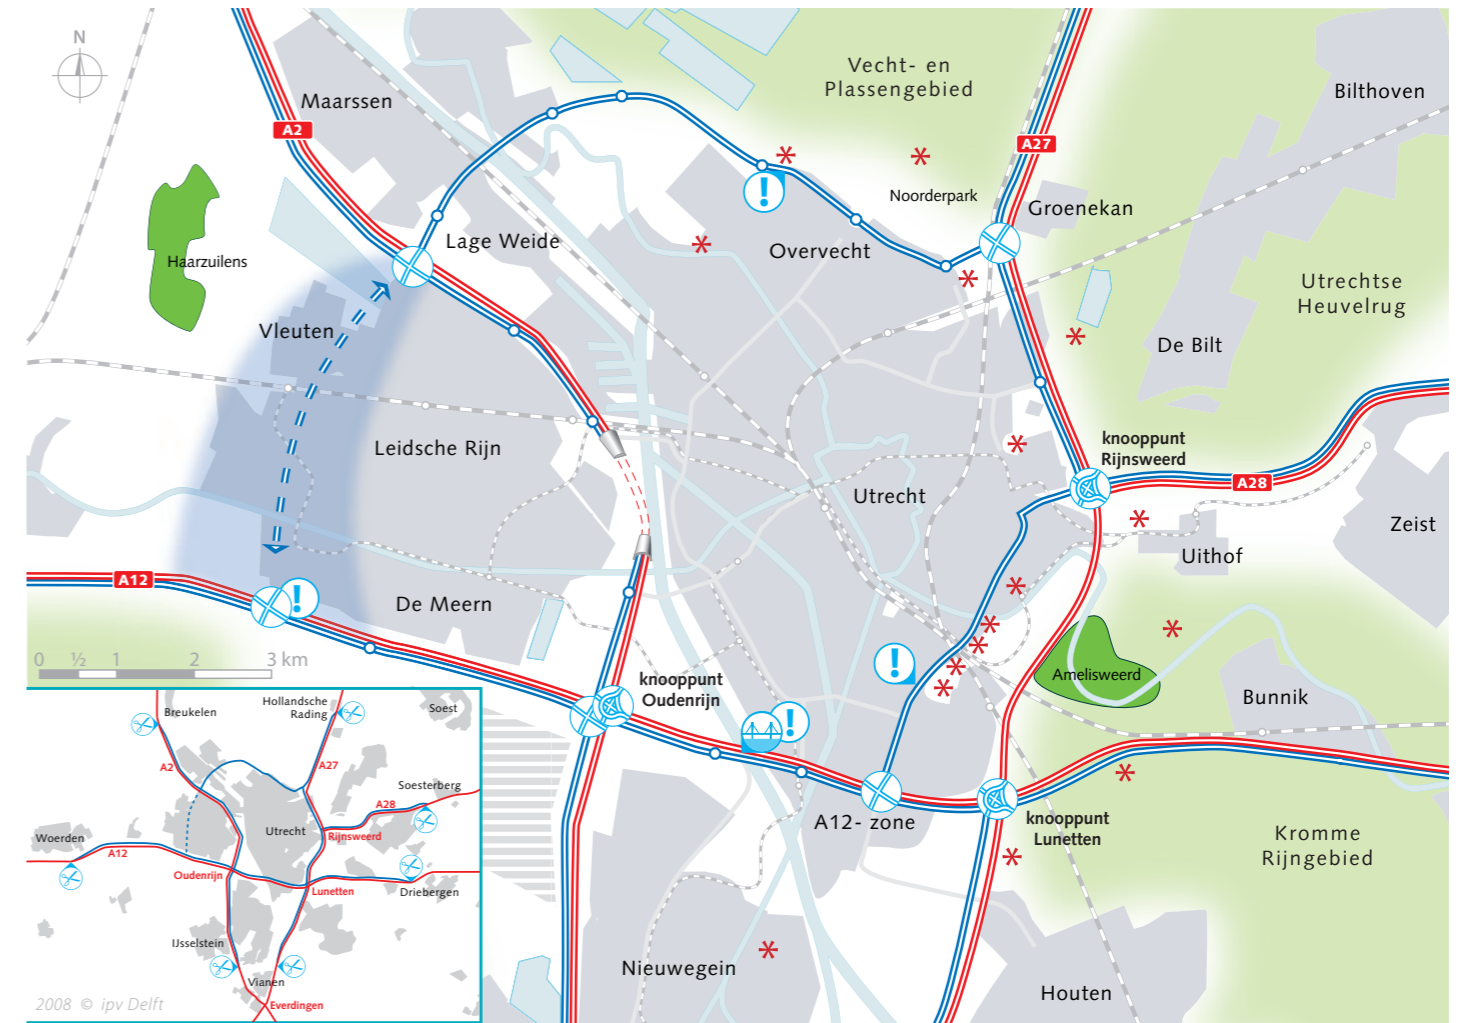 N
Maarssen
A2
Vecht- en
Plassengebied
Bilthoven
A27
Noorderpark
Groenekan
Lage Weide
Overvecht
Haarzuilens
Utrechtse
Heuvelrug
Vleuten
De Bilt
Leidsche Rijn
knooppunt
Rijnsweerd
A28
Utrecht
Zeist
Uithof
A12
!
!
!
!
De Meern
0 ½ 1 2 3 km
knooppunt
Oudenrijn
Amelisweerd
Bunnik
A12- zone
knooppunt
Lunetten
Kromme
Rijngebied
Nieuwegein
Houten
Breukelen
Hollandsche
Rading
Soest
A2
A27
Soesterberg
A28
Woerden
Utrecht
Rijnsweerd
A12
Oudenrijn
Lunetten
Driebergen
IJsselstein
Vianen
Everdingen
2008 © ipv Delft